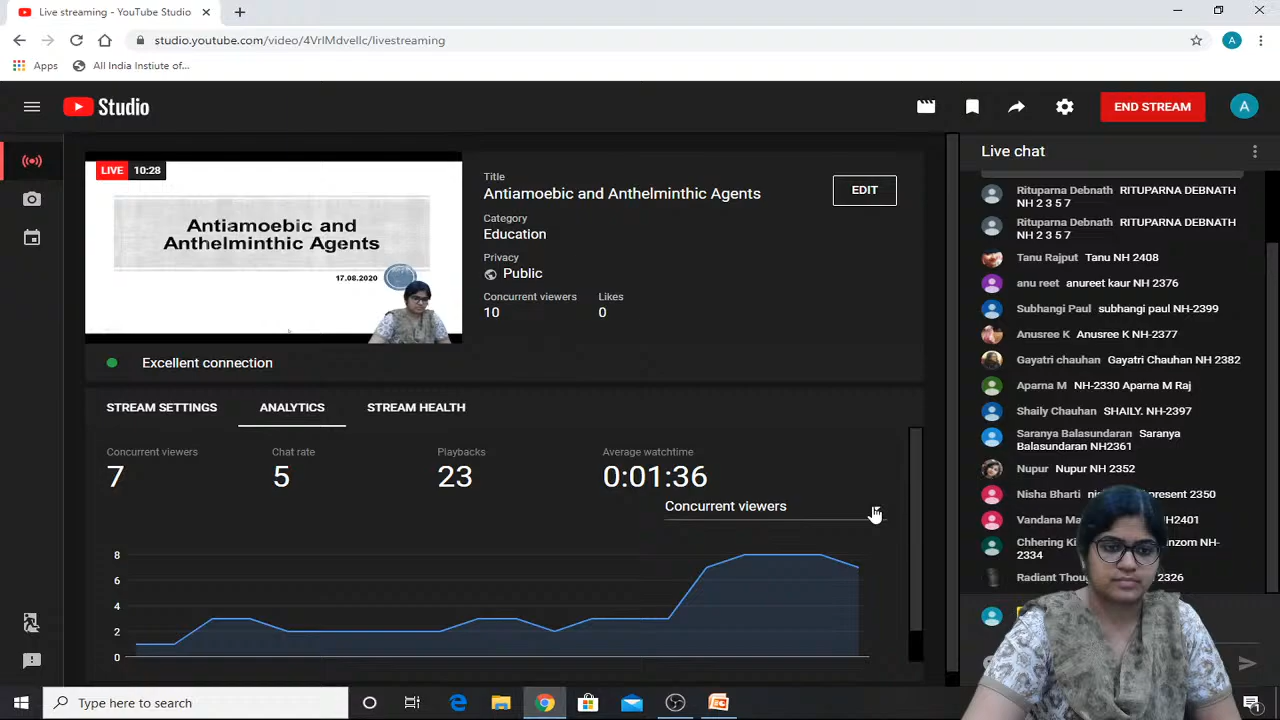 Live streaming - YouTube Studio
studio.youtube.com/video/4VrlMdvellc/livestreaming
A
Apps
All India Intiute of...
Studio
END STREAM
A
LIVE 10:28
Antiamoebic and
Anthelminthic Agents
17.08.2020
Title
Antiamoebic and Anthelminthic Agents
EDIT
Category
Education
Privacy
Public
Concurrent viewers
10
Likes
0
Excellent connection
STREAM SETTINGS
ANALYTICS
STREAM HEALTH
Concurrent viewers
7
Chat rate
5
Playbacks
23
Average watchtime
0:01:36
Concurrent viewers
8
6
4
2
0
Live chat
Rituparna Debnath RITUPARNA DEBNATH
NH 2 3 5 7
Rituparna Debnath RITUPARNA DEBNATH
NH 2 3 5 7
Tanu Rajput Tanu NH 2408
anu reet anureet kaur NH 2376
Subhangi Paul subhangi paul NH-2399
Anusree K Anusree K NH-2377
Gayatri chauhan Gayatri Chauhan NH 2382
Aparna M NH-2330 Aparna M Raj
Shaily Chauhan SHAILY. NH-2397
Saranya Balasundaran Saranya
Balasundaran NH2361
Nupur Nupur NH 2352
Nisha Bharti present 2350
Vandana NH2401
Chhering NH-
2334
Radiant 2326
Type here to search
1